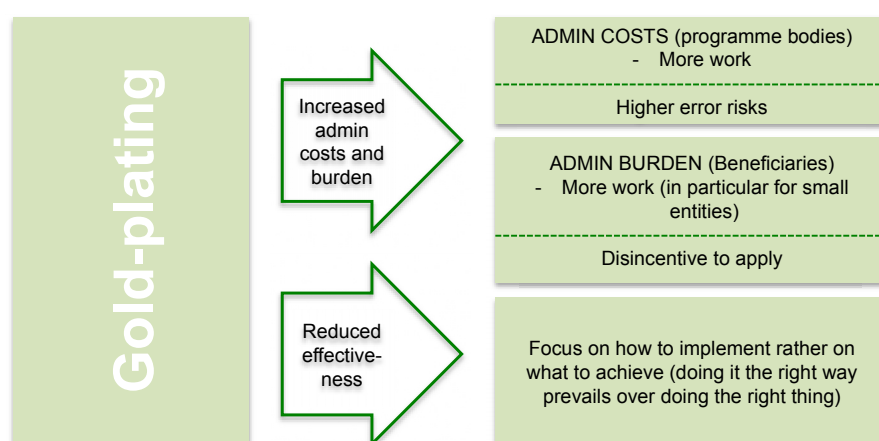 Gold-plating
Increased
admin
costs and
burden
Reduced
effective-
ness
ADMIN COSTS (programme bodies)
- More work
Higher error risks
ADMIN BURDEN (Beneficiaries)
- More work (in particular for small
entities)
Disincentive to apply
Focus on how to implement rather on
what to achieve (doing it the right way
prevails over doing the right thing)